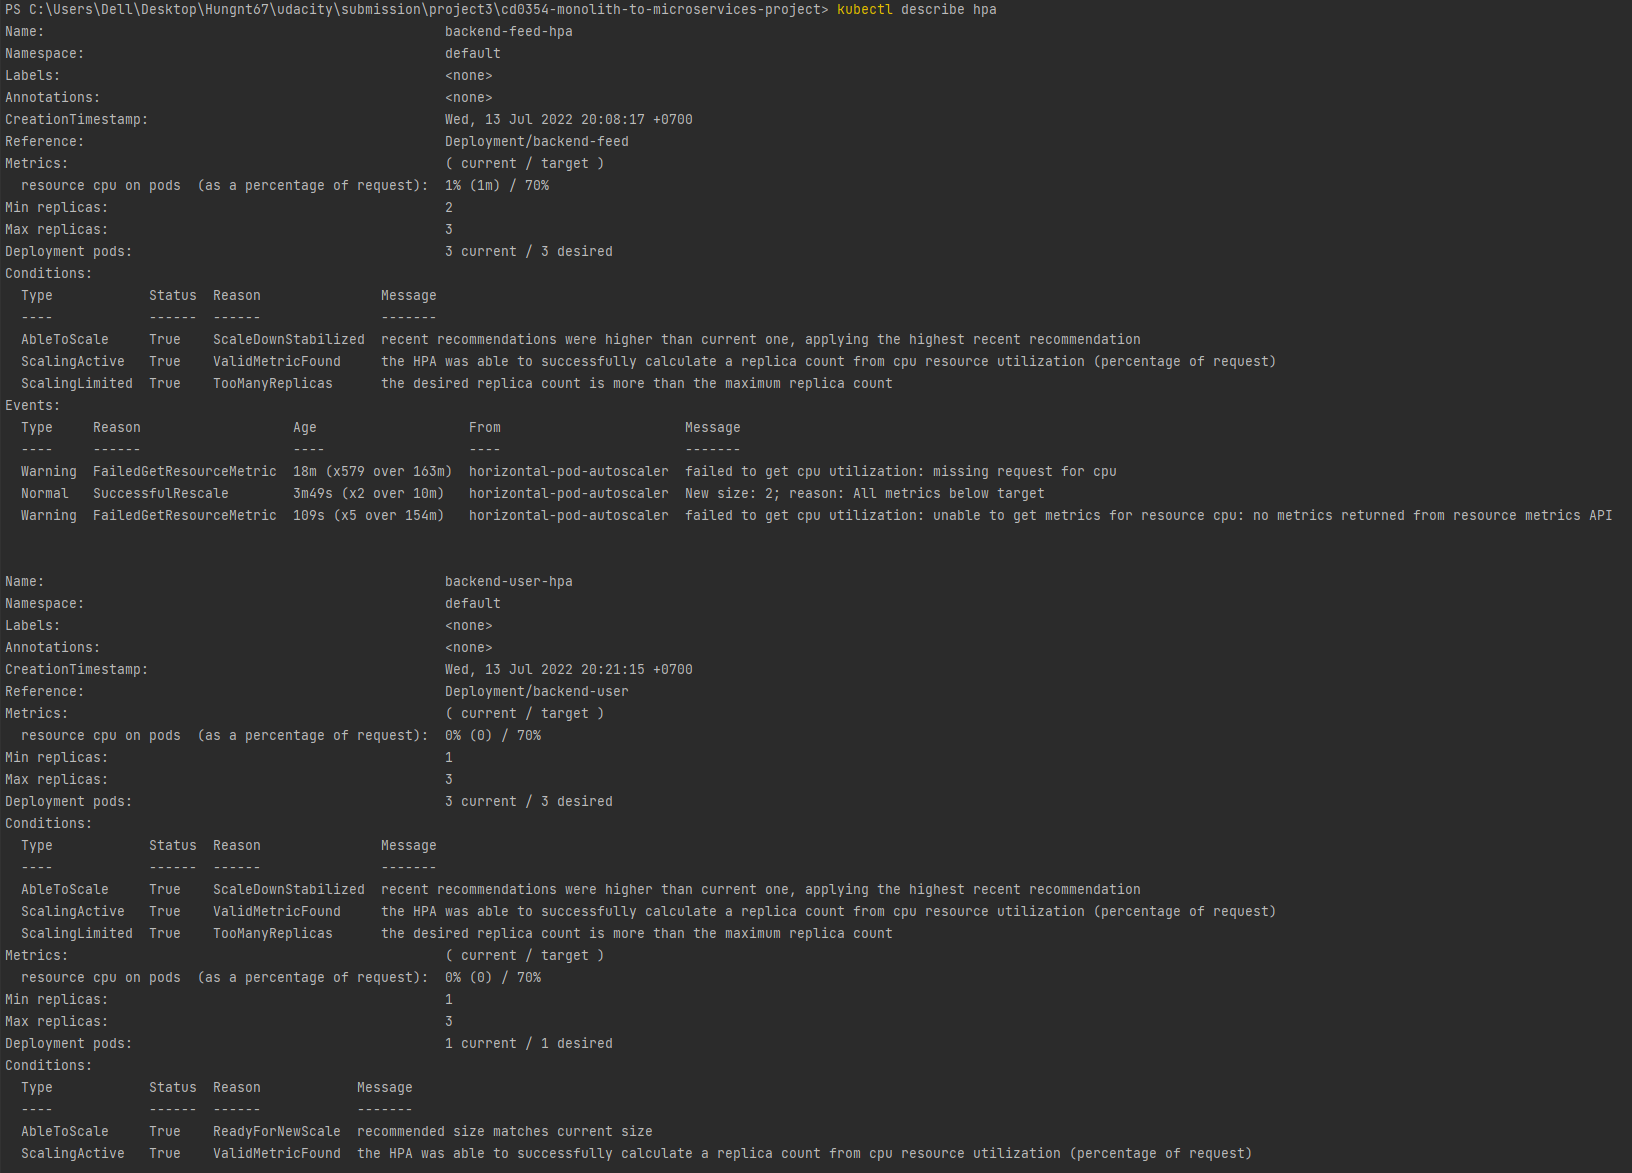 PS C:\Users\Dell\Desktop\Hungnt67\udacity\submission\project3\cd0354-monolith-to-microservices-project> kubectl describe hpa
Name:                                                  backend-feed-hpa
Namespace:                                             default
Labels:                                                <none>
Annotations:                                           <none>
CreationTimestamp:                                     Wed, 13 Jul 2022 20:08:17 +0700
Reference:                                             Deployment/backend-feed
Metrics:                                               ( current / target )
  resource cpu on pods  (as a percentage of request):  1% (1m) / 70%
Min replicas:                                          2
Max replicas:                                          3
Deployment pods:                                       3 current / 3 desired
Conditions:
  Type            Status  Reason               Message
  ----            ------  ------               -------
  AbleToScale     True    ScaleDownStabilized  recent recommendations were higher than current one, applying the highest recent recommendation
  ScalingActive   True    ValidMetricFound     the HPA was able to successfully calculate a replica count from cpu resource utilization (percentage of request)
  ScalingLimited  True    TooManyReplicas      the desired replica count is more than the maximum replica count
Events:
  Type     Reason                   Age                   From                       Message
  ----     ------                   ----                  ----                       -------
  Warning  FailedGetResourceMetric  18m (x579 over 163m)  horizontal-pod-autoscaler  failed to get cpu utilization: missing request for cpu
  Normal   SuccessfulRescale        3m49s (x2 over 10m)   horizontal-pod-autoscaler  New size: 2; reason: All metrics below target
  Warning  FailedGetResourceMetric  109s (x5 over 154m)   horizontal-pod-autoscaler  failed to get cpu utilization: unable to get metrics for resource cpu: no metrics returned from resource metrics API
Name:                                                  backend-user-hpa
Namespace:                                             default
Labels:                                                <none>
Annotations:                                           <none>
CreationTimestamp:                                     Wed, 13 Jul 2022 20:21:15 +0700
Reference:                                             Deployment/backend-user
Metrics:                                               ( current / target )
  resource cpu on pods  (as a percentage of request):  0% (0) / 70%
Min replicas:                                          1
Max replicas:                                          3
Deployment pods:                                       3 current / 3 desired
Conditions:
  Type            Status  Reason               Message
  ----            ------  ------               -------
  AbleToScale     True    ScaleDownStabilized  recent recommendations were higher than current one, applying the highest recent recommendation
  ScalingActive   True    ValidMetricFound     the HPA was able to successfully calculate a replica count from cpu resource utilization (percentage of request)
  ScalingLimited  True    TooManyReplicas      the desired replica count is more than the maximum replica count
Metrics:                                               ( current / target )
  resource cpu on pods  (as a percentage of request):  0% (0) / 70%
Min replicas:                                          1
Max replicas:                                          3
Deployment pods:                                       1 current / 1 desired
Conditions:
  Type            Status  Reason            Message
  ----            ------  ------            -------
  AbleToScale     True    ReadyForNewScale  recommended size matches current size
  ScalingActive   True    ValidMetricFound  the HPA was able to successfully calculate a replica count from cpu resource utilization (percentage of request)